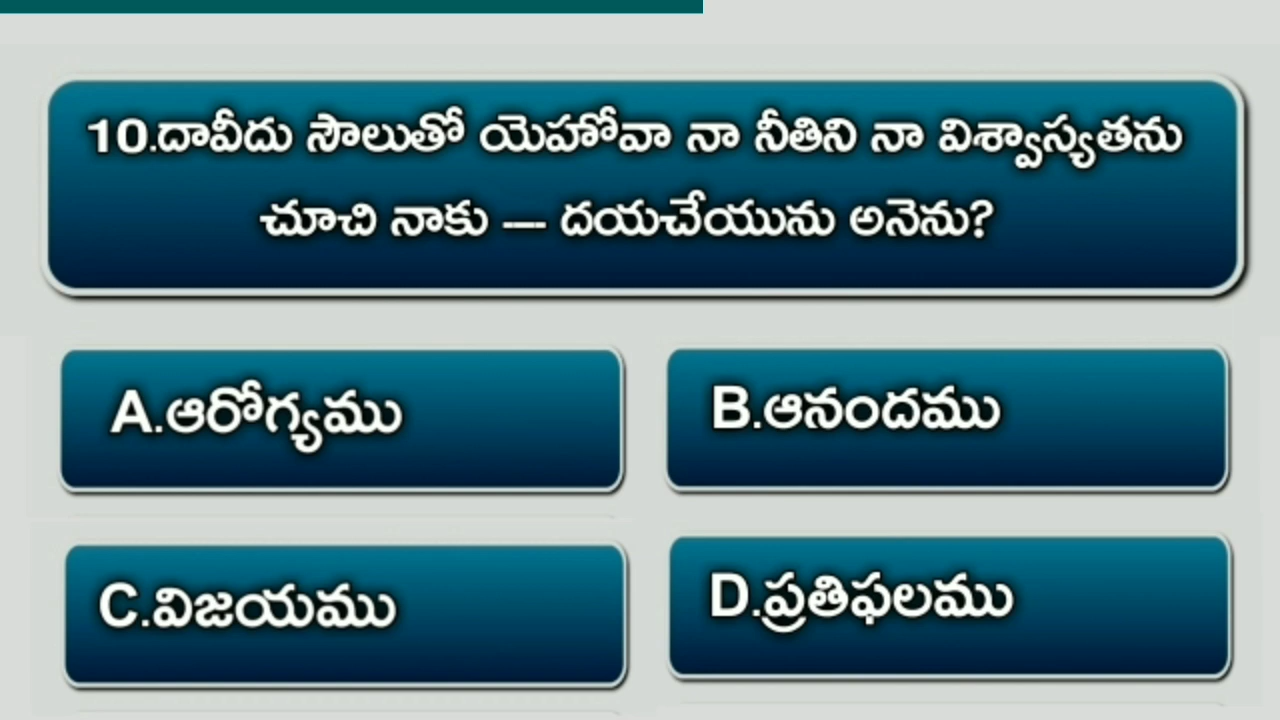 10.దావీదు సౌలుతో యెహోవా నా నీతిని నా విశ్వాస్యతను
చూచి నాకు --- దయచేయును అనెను?
A.ఆరోగ్యము
B.ఆనందము
C.విజయము
D.ప్రతిఫలము